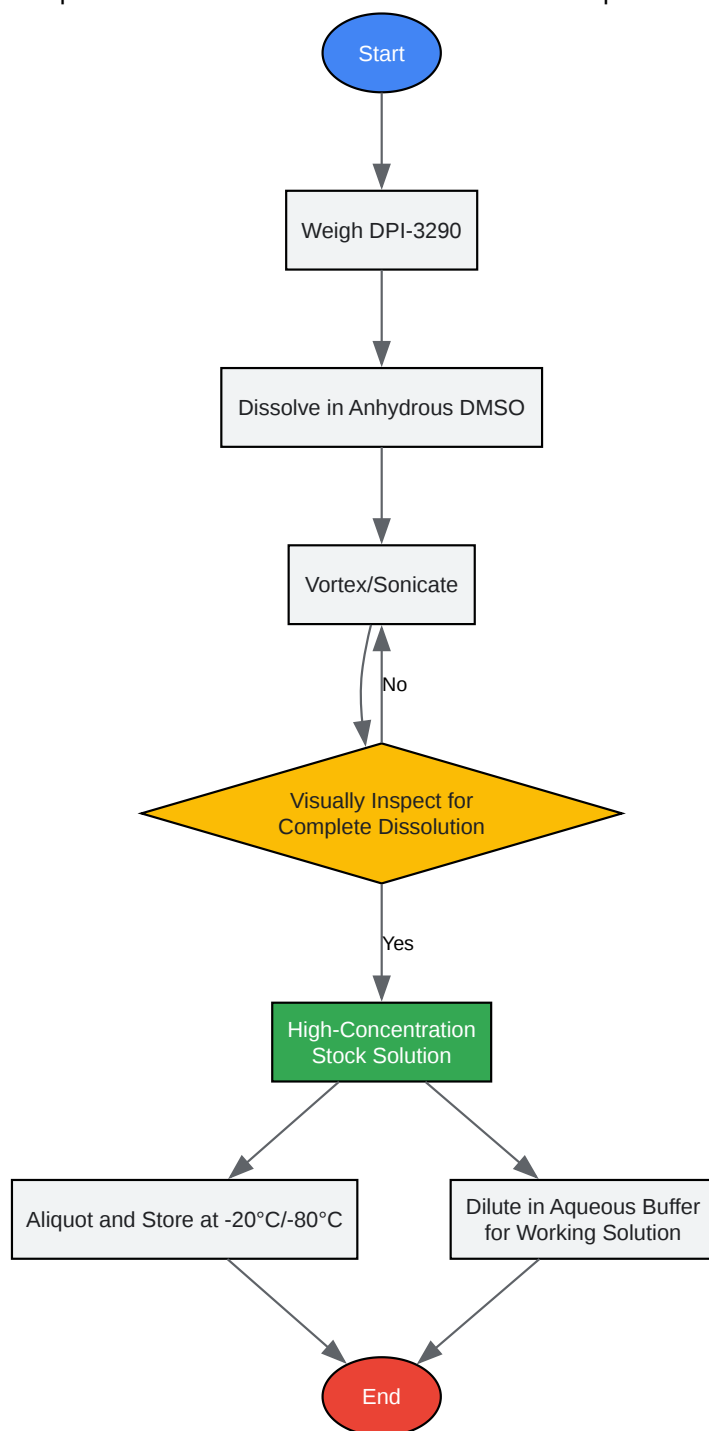 Start
Weigh DPI-3290
Dissolve in Anhydrous DMSO
Vortex/Sonicate
No
Visually Inspect for
Complete Dissolution
Yes
High-Concentration
Stock Solution
Aliquot and Store at -20°C/-80°C
Dilute in Aqueous Buffer
for Working Solution
End